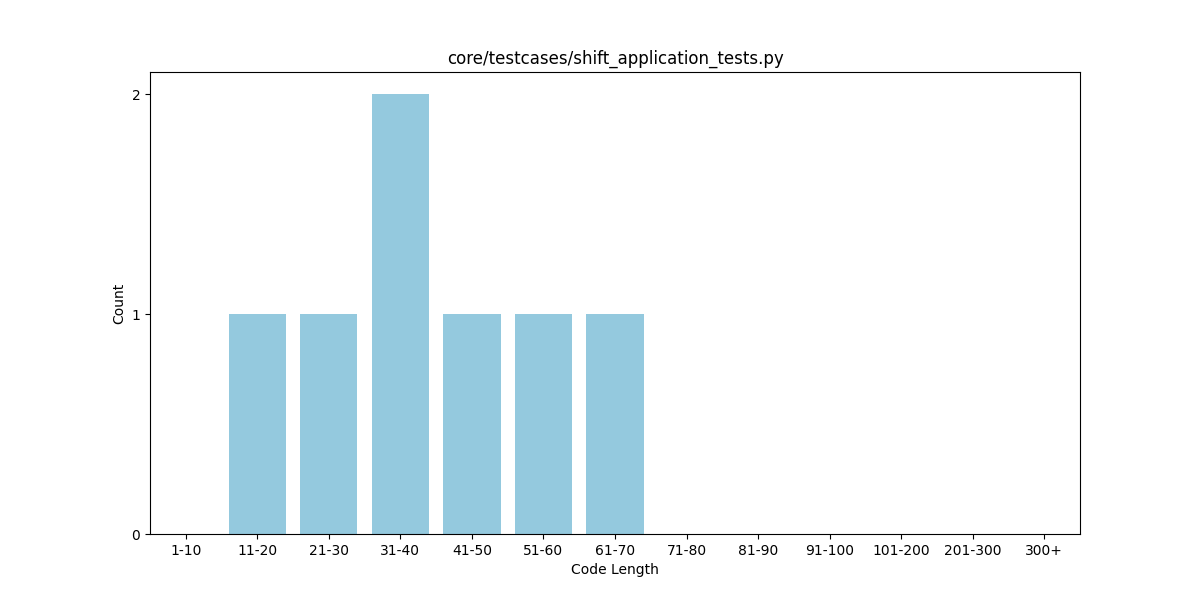 core/testcases/shift_application_tests.py
Count
2
1
0
1-10 11-20 21-30 31-40 41-50 51-60 61-70 71-80 81-90 91-100 101-200 201-300 300+
Code Length